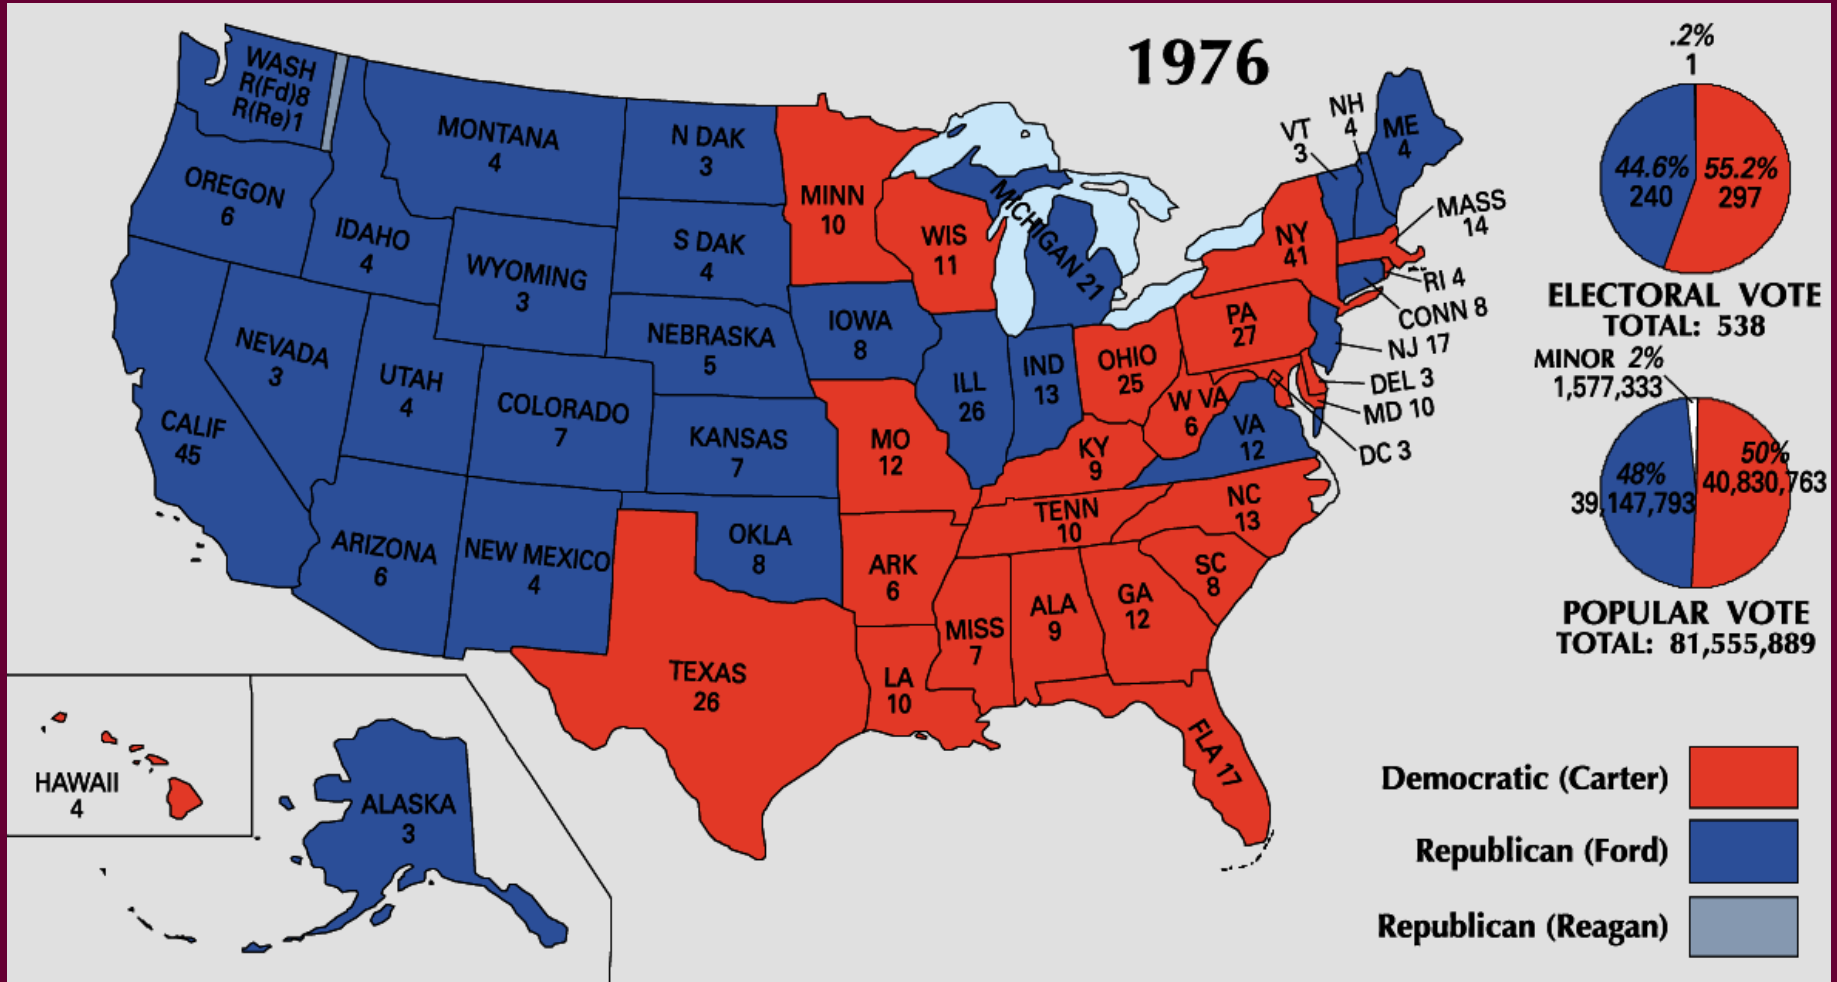 1976
WASH
R(Fd)8
R(Re)1
MONTANA
4
N DAK
3
MINN
10
OREGON
6
IDAHO
4
WYOMING
3
S DAK
4
WIS
11
MICHIGAN 21
VT
3
NH
4
ME
4
MASS
14
NY
41
RI 4
CONN 8
NJ 17
DEL 3
MD 10
DC 3
PA
27
NEVADA
3
UTAH
4
COLORADO
7
NEBRASKA
5
IOWA
8
ILL
26
IND
13
OHIO
25
W VA
6
VA
12
CALIF
45
KANSAS
7
MO
12
KY
9
TENN
10
NC
13
ARIZONA
6
NEW MEXICO
4
OKLA
8
ARK
6
SC
8
MISS
7
ALA
9
GA
12
TEXAS
26
LA
10
FLA 17
HAWAII
4
ALASKA
3
.2%
1
44.6%
240
55.2%
297
ELECTORAL VOTE
TOTAL: 538
MINOR 2%
1,577,333
48%
39,147,793
50%
40,830,763
POPULAR VOTE
TOTAL: 81,555,889
Democratic (Carter)
Republican (Ford)
Republican (Reagan)